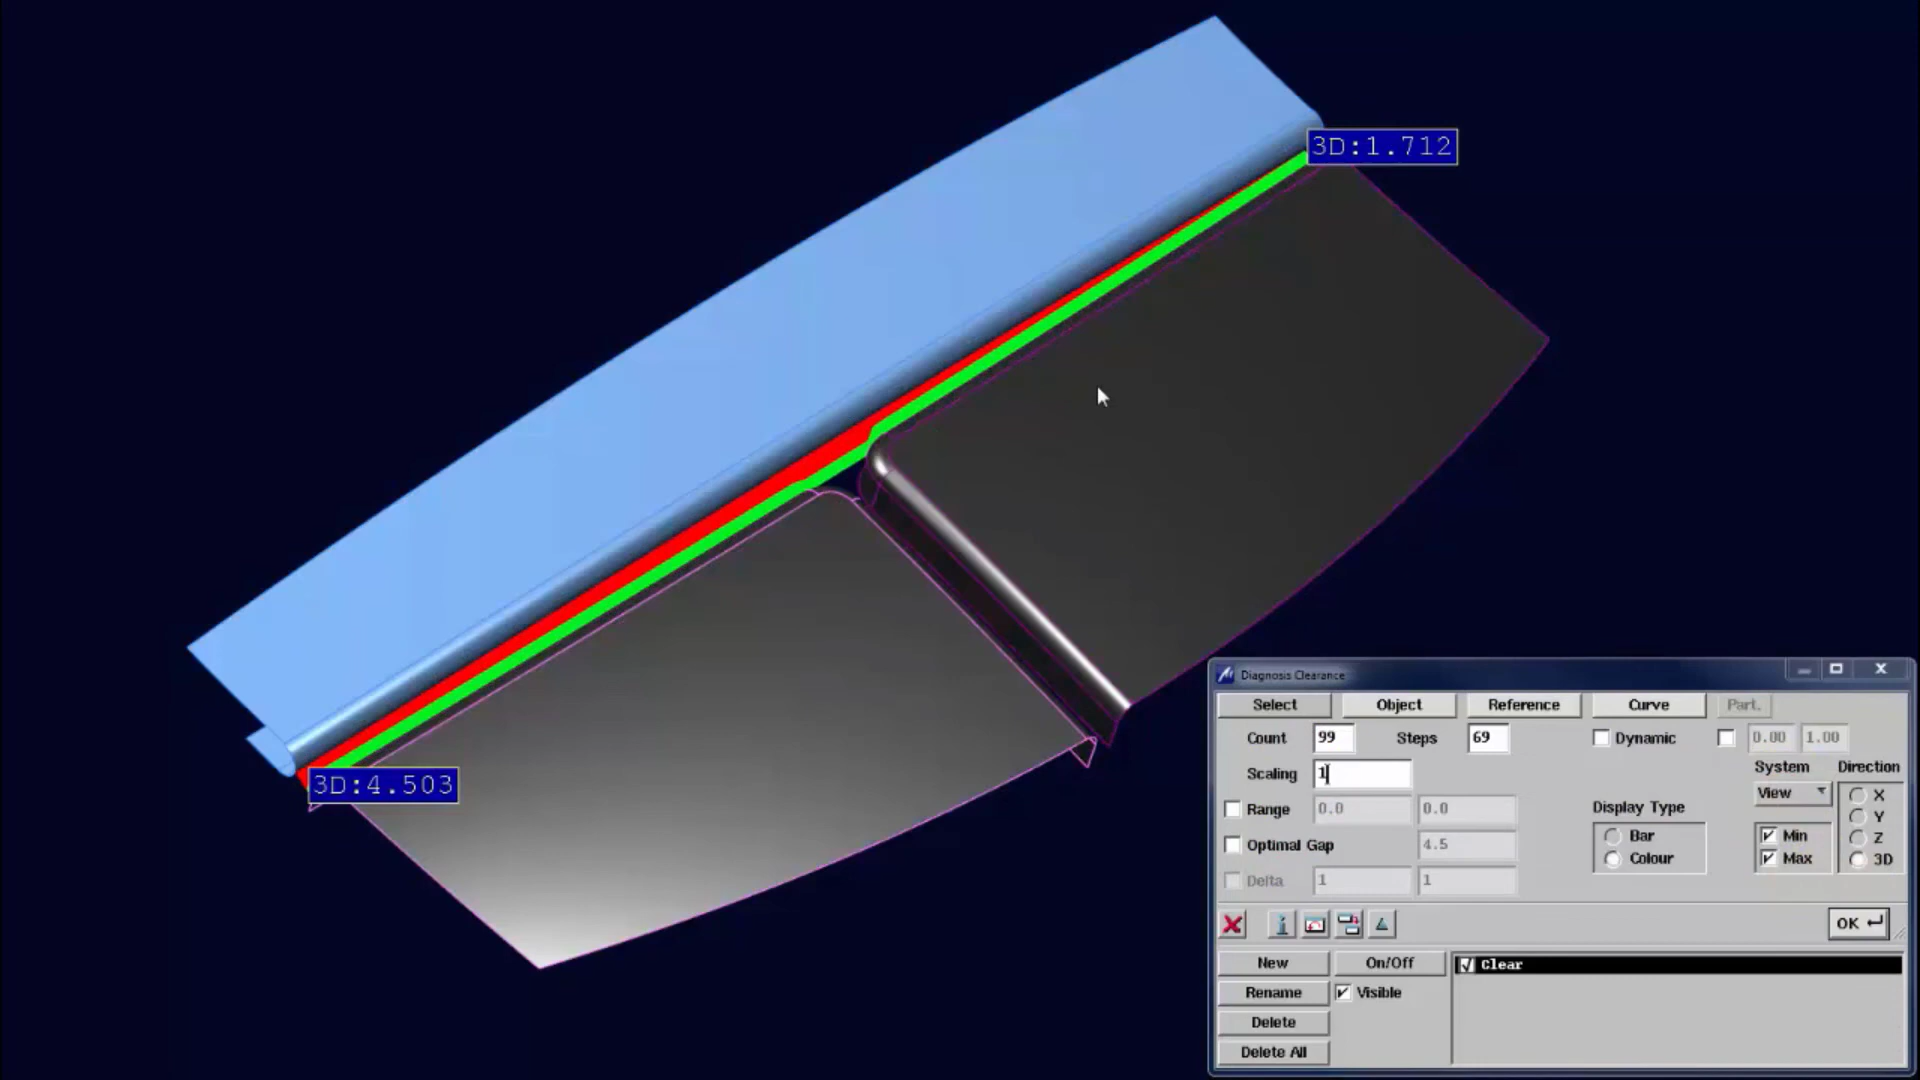 3D:1.712
3D:4.503
Diagnosis Clearance
Select Object Reference Curve Part.
Count 99 Steps 69 Dynamic 0.00 1.00
Scaling 1 System Direction
View X
Range 0.0 0.0 Display Type Y
Optimal Gap 4.5 Bar Min Z
Colour Max 3D
Delta 1 1
OK
New On/Off Clear
Rename Visible
Delete
Delete All